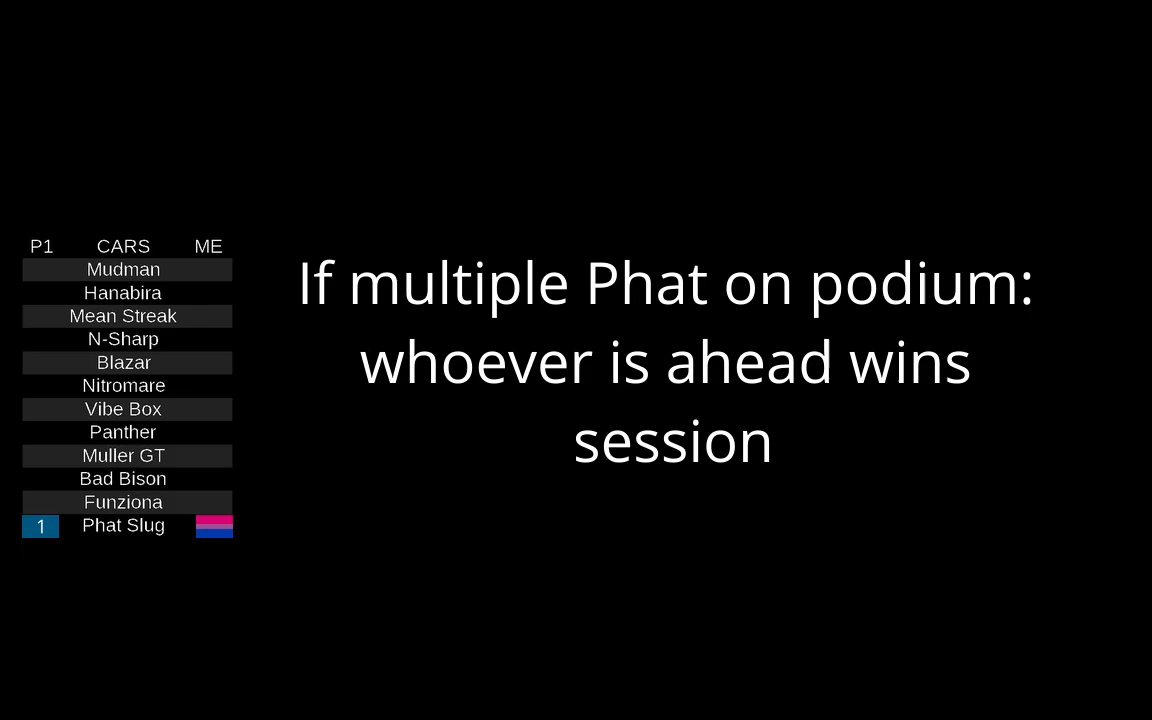 P1 CARS ME
Mudman
Hanabira
Mean Streak
N-Sharp
Blazar
Nitromare
Vibe Box
Panther
Muller GT
Bad Bison
Funziona
1 Phat Slug
If multiple Phat on podium:
whoever is ahead wins
session